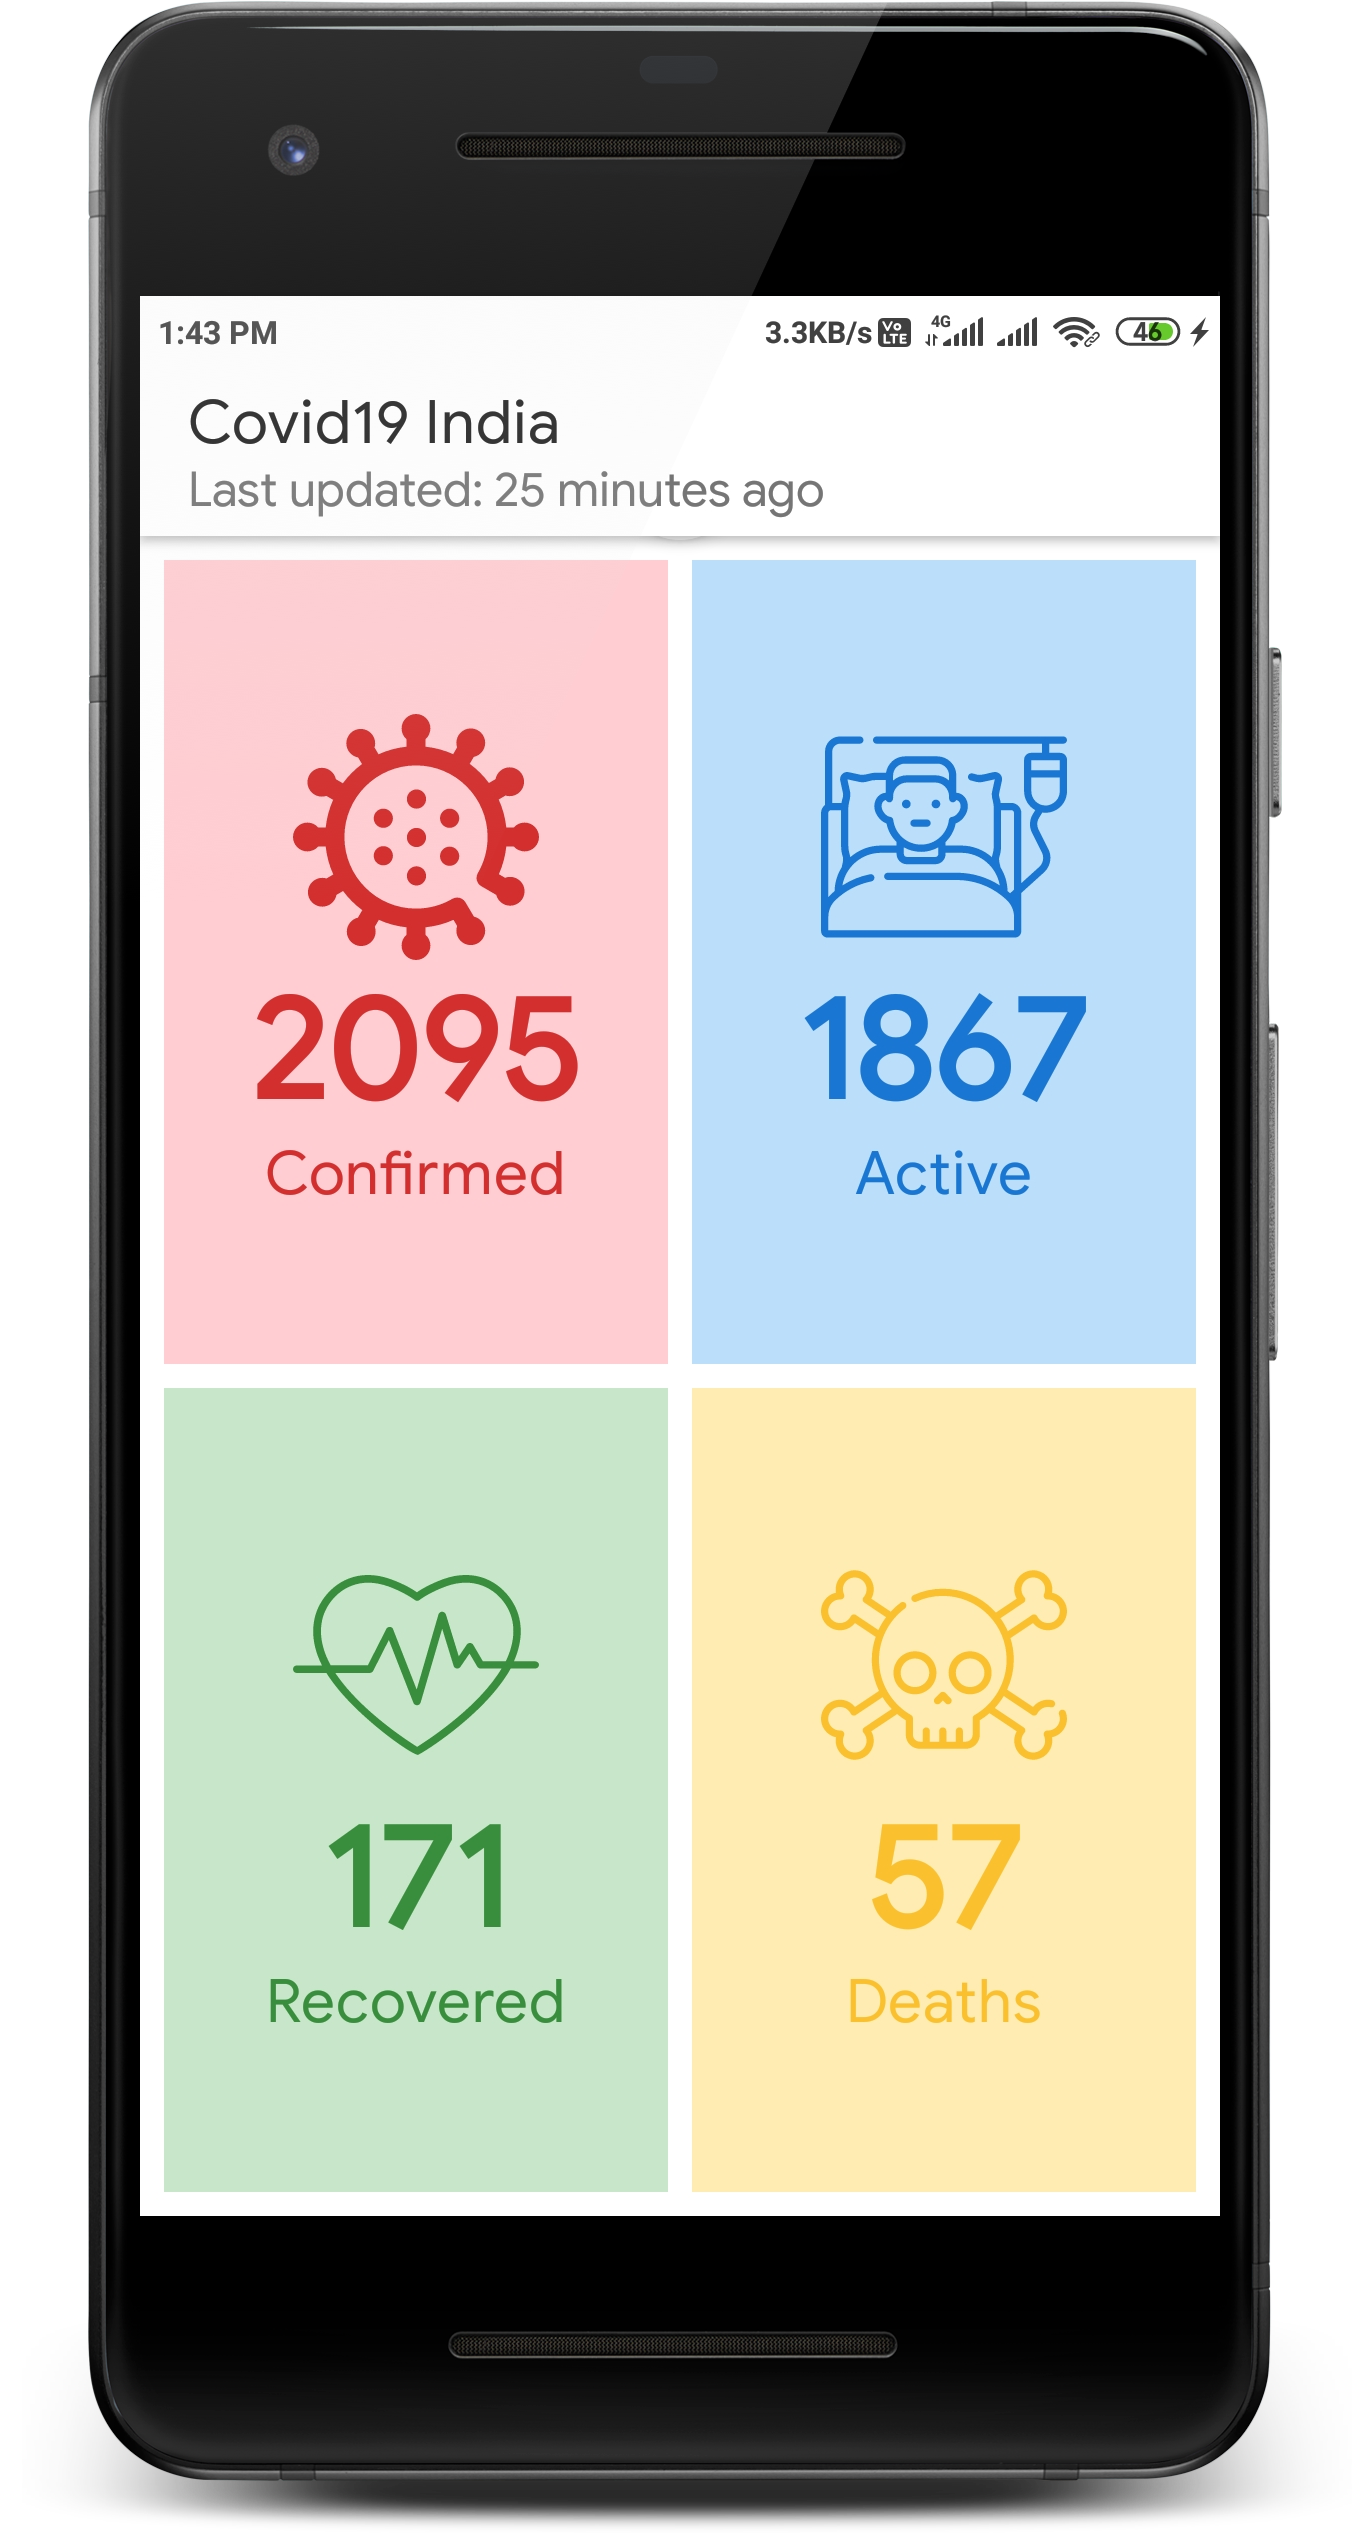 1:43 PM 3.3KB/s Vo LTE 4G 46
Covid19 India
Last updated: 25 minutes ago
2095
Confirmed
1867
Active
171
Recovered
57
Deaths